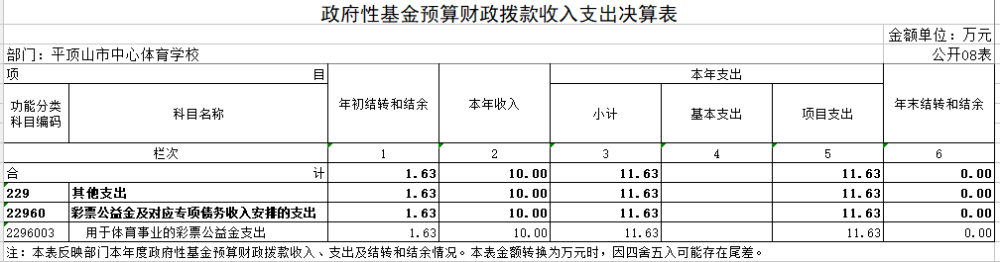 政府性基金预算财政拨款收入支出决算表
金额单位：万元
部门：平顶山市中心体育学校 公开08表
项 目 年初结转和结余 本年收入 本年支出 年末结转和结余
功能分类科目编码 科目名称 小计 基本支出 项目支出
栏次 1 2 3 4 5 6
合 计 1.63 10.00 11.63 11.63 0.00
229 其他支出 1.63 10.00 11.63 11.63 0.00
22960 彩票公益金及对应专项债务收入安排的支出 1.63 10.00 11.63 11.63 0.00
2296003 用于体育事业的彩票公益金支出 1.63 10.00 11.63 11.63 0.00
注：本表反映部门本年度政府性基金预算财政拨款收入、支出及结转和结余情况。本表金额转换为万元时，因四舍五入可能存在尾差。